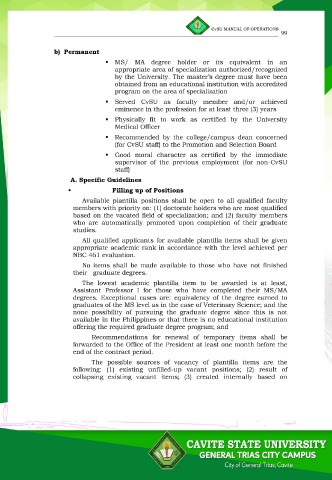 CvSU MANUAL OF OPERATIONS
99
b) Permanent
▪ MS/ MA degree holder or its equivalent in an
appropriate area of specialization authorized/recognized
by the University. The master's degree must have been
obtained from an educational institution with accredited
program on the area of specialization
▪ Served CvSU as faculty member and/or achieved
eminence in the profession for at least three (3) years
▪ Physically fit to work as certified by the University
Medical Officer
▪ Recommended by the college/campus dean concerned
(for CvSU staff) to the Promotion and Selection Board
▪ Good moral character as certified by the immediate
supervisor of the previous employment (for non-CvSU
staff)
A. Specific Guidelines
• Filling up of Positions
Available plantilla positions shall be open to all qualified faculty
members with priority on: (1) doctorate holders who are most qualified
based on the vacated field of specialization; and (2) faculty members
who are automatically promoted upon completion of their graduate
studies.
All qualified applicants for available plantilla items shall be given
appropriate academic rank in accordance with the level achieved per
NBC 461 evaluation.
No items shall be made available to those who have not finished
their graduate degrees.
The lowest academic plantilla item to be awarded is at least,
Assistant Professor I for those who have completed their MS/MA
degrees. Exceptional cases are: equivalency of the degree earned to
graduates of the MS level as in the case of Veterinary Science; and the
none possibility of pursuing the graduate degree since this is not
available in the Philippines or that there is no educational institution
offering the required graduate degree program; and
Recommendations for renewal of temporary items shall be
forwarded to the Office of the President at least one month before the
end of the contract period.
The possible sources of vacancy of plantilla items are the
following; (1) existing unfilled-up vacant positions; (2) result of
collapsing existing vacant items; (3) created internally based on
CAVITE STATE UNIVERSITY
GENERAL TRIAS CITY CAMPUS
City of General Trias, Cavite